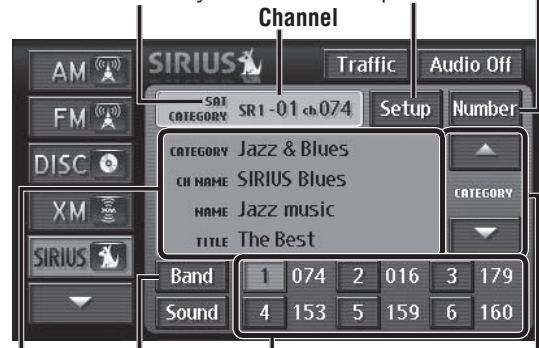 Channel
AM
SIRIUS
Traffic
Audio Off
FM
SAT CATEGORY
SR1-01 ch.074
Setup
Number
DISC
CATEGORY Jazz & Blues
CH NAME SIRIUS Blues
CATEGORY
XM
NAME Jazz music
SIRIUS
TITLE The Best
Band
1 074 2 016 3 179
Sound
4 153 5 159 6 160